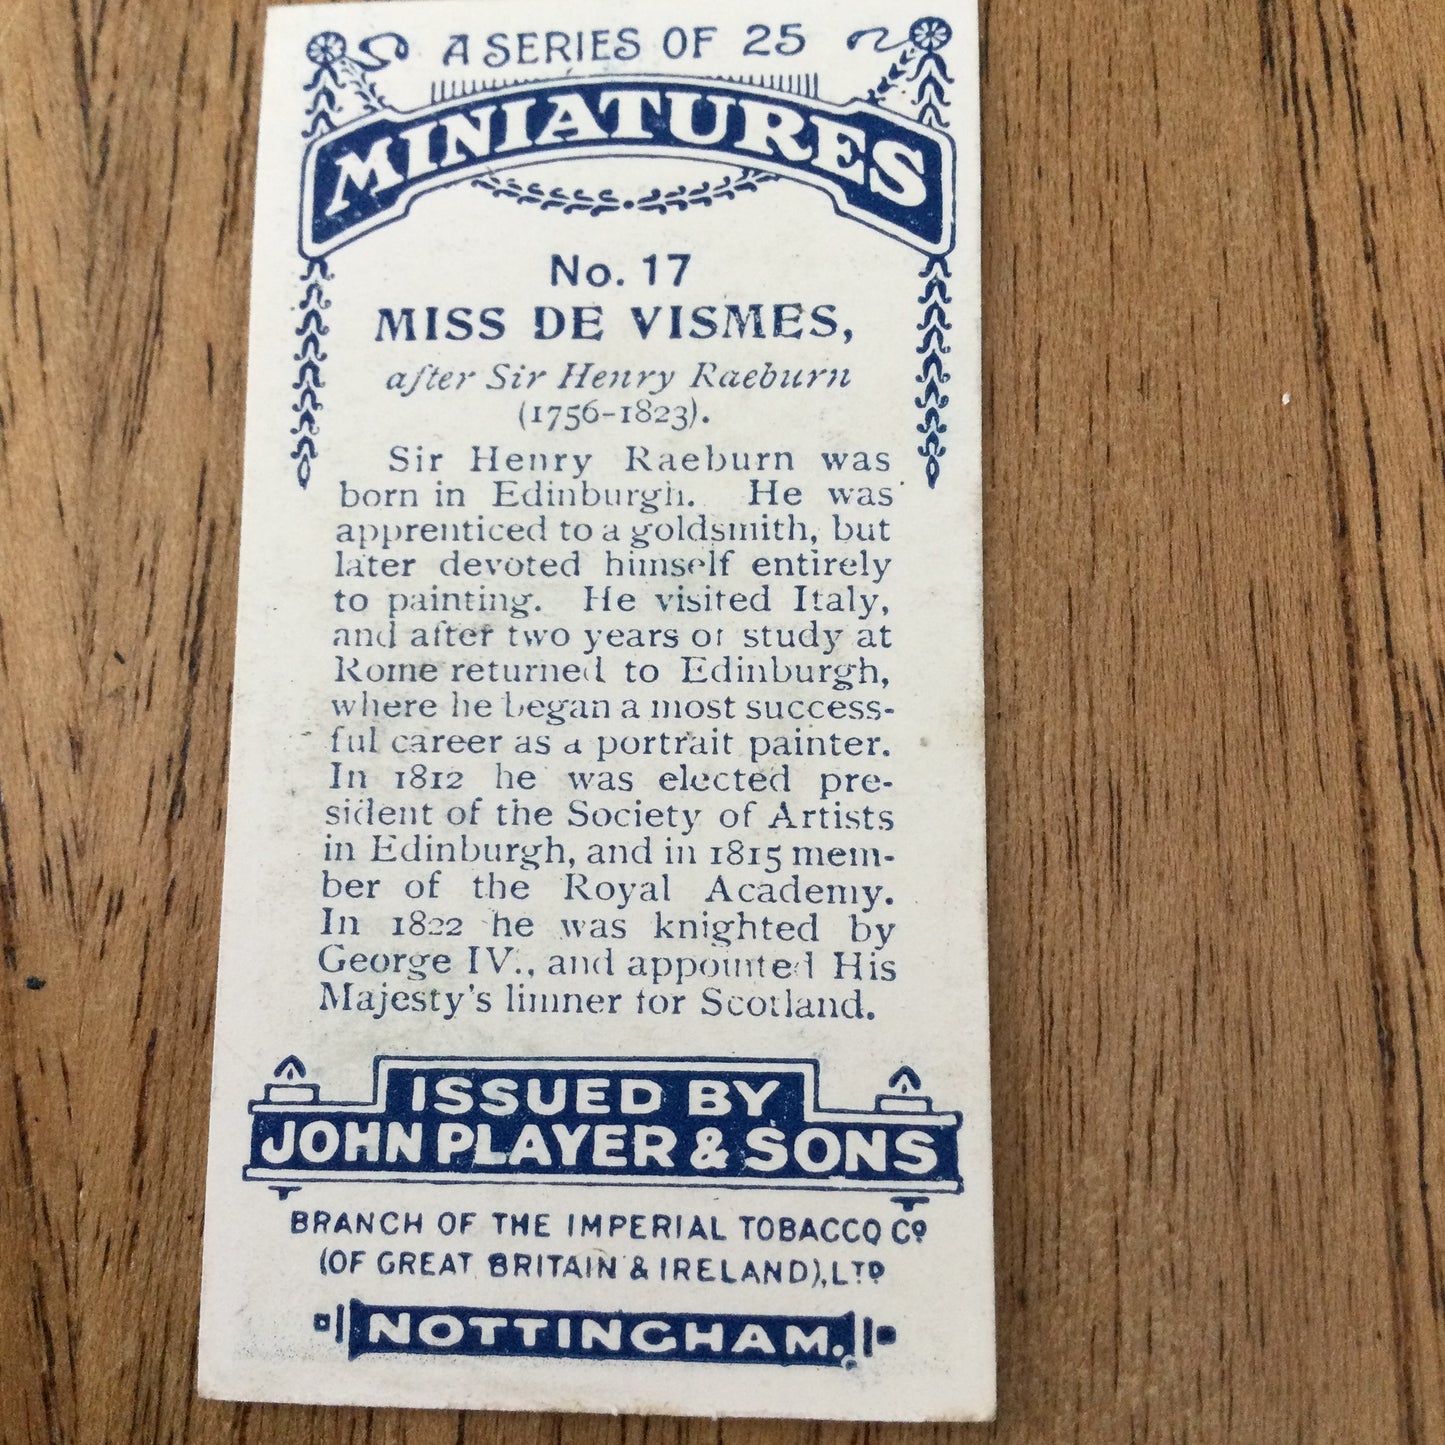 A SERIES OF 25
MINIATURES
No. 17
MISS DE VISMES,
after Sir Henry Raeburn
(1756-1823).
Sir Henry Raeburn was
born in Edinburgh. He was
apprenticed to a goldsmith, but
later devoted himself entirely
to painting. He visited Italy,
and after two years of study at
Rome returned to Edinburgh,
where he began a most success-
ful career as a portrait painter.
In 1812 he was elected pre-
sident of the Society of Artists
in Edinburgh, and in 1815 mem-
ber of the Royal Academy.
In 1822 he was knighted by
George IV., and appointed His
Majesty's limner for Scotland.
ISSUED BY
JOHN PLAYER & SONS
BRANCH OF THE IMPERIAL TOBACCO CO
(OF GREAT BRITAIN & IRELAND), LTD
NOTTINGHAM.